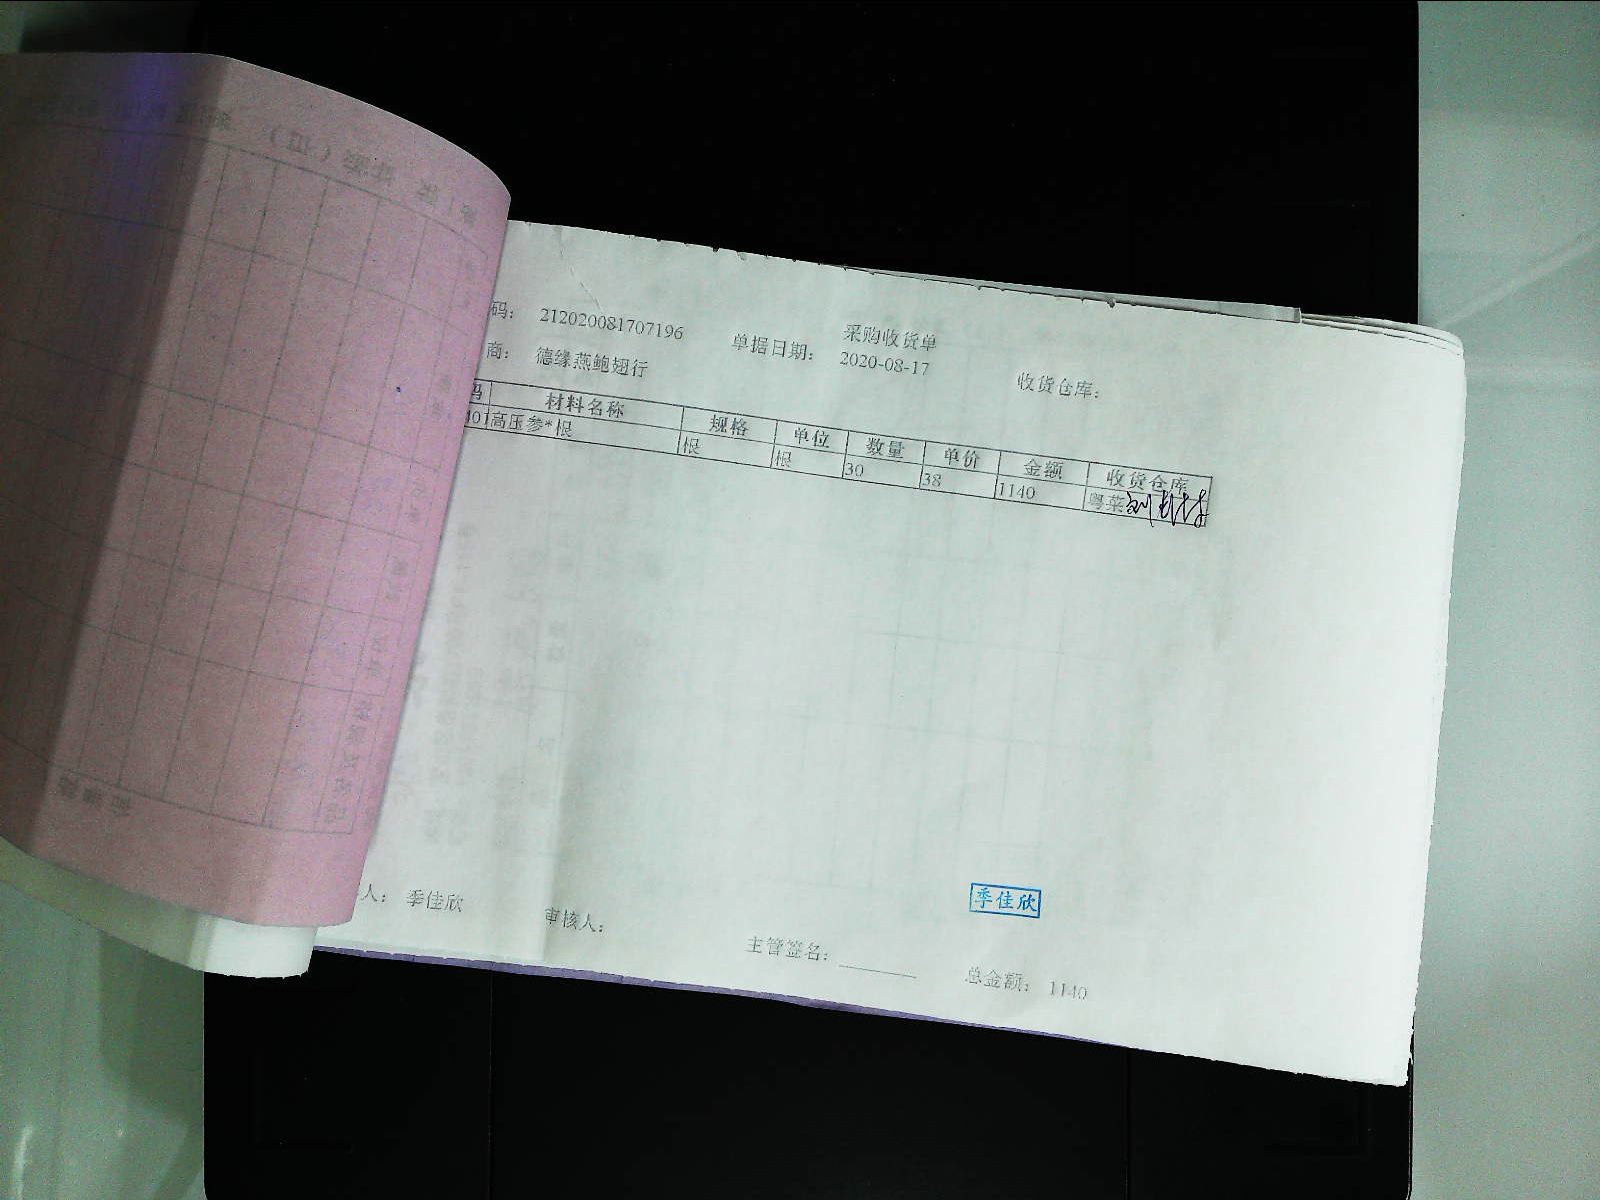 采购收货单
码： 212020081707196 单据日期： 2020-08-17 收货仓库：
商： 德缘燕鲍翅行
码 材料名称 规格 单位 数量 单价 金额 收货仓库
401 高压参*根 根 根 30 38 1140 粤菜
季佳欣
人： 季佳欣 审核人： 主管签名： 总金额： 1140